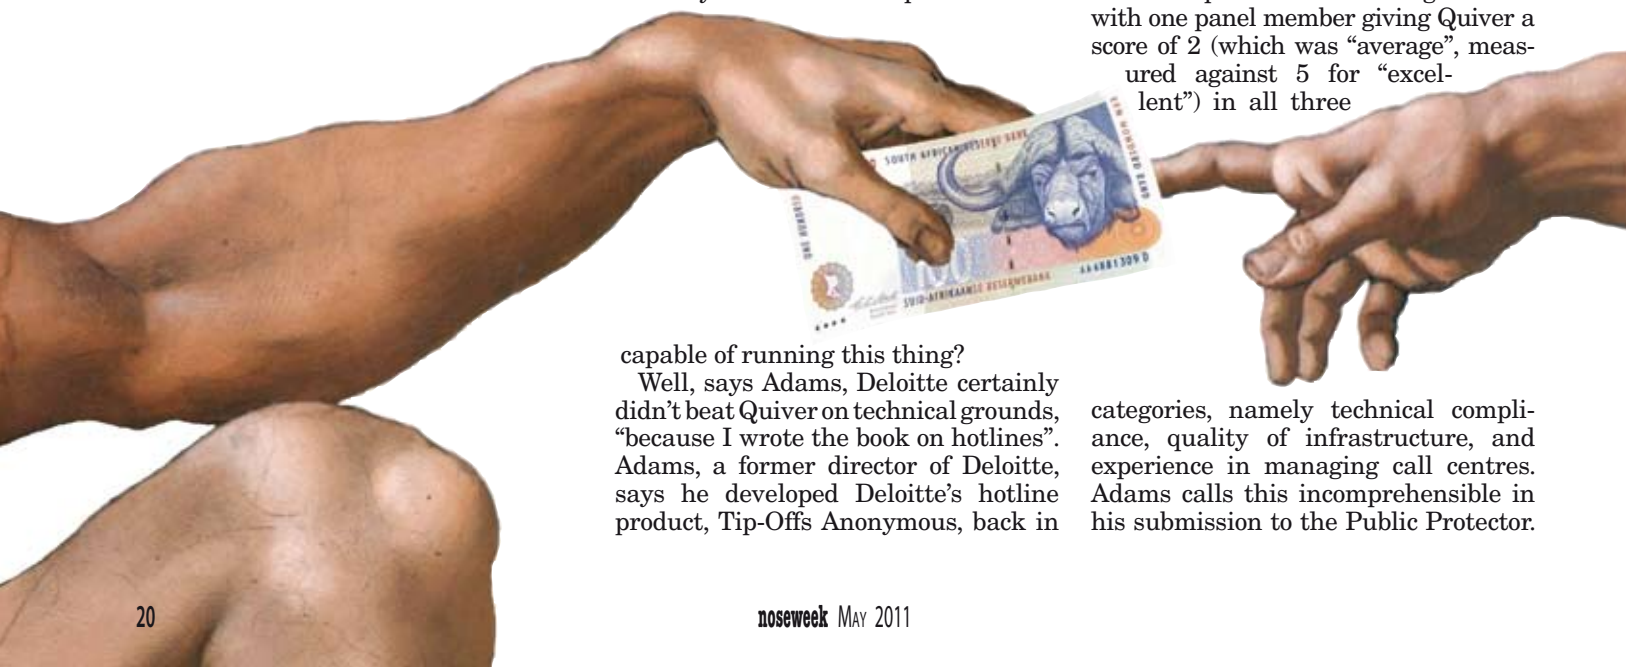 SOUTH AFRICAN RESERVE BANK
ONE HUNDRED
SUID-AFRIKAANSE RESERWEBANK
AA4881309D
capable of running this thing?
Well, says Adams, Deloitte certainly
didn’t beat Quiver on technical grounds,
“because I wrote the book on hotlines”.
Adams, a former director of Deloitte,
says he developed Deloitte’s hotline
product, Tip-Offs Anonymous, back in
with one panel member giving Quiver a
score of 2 (which was “average”, meas-
ured against 5 for “excel-
lent”) in all three
categories, namely technical compli-
ance, quality of infrastructure, and
experience in managing call centres.
Adams calls this incomprehensible in
his submission to the Public Protector.
20
noseweek May 2011